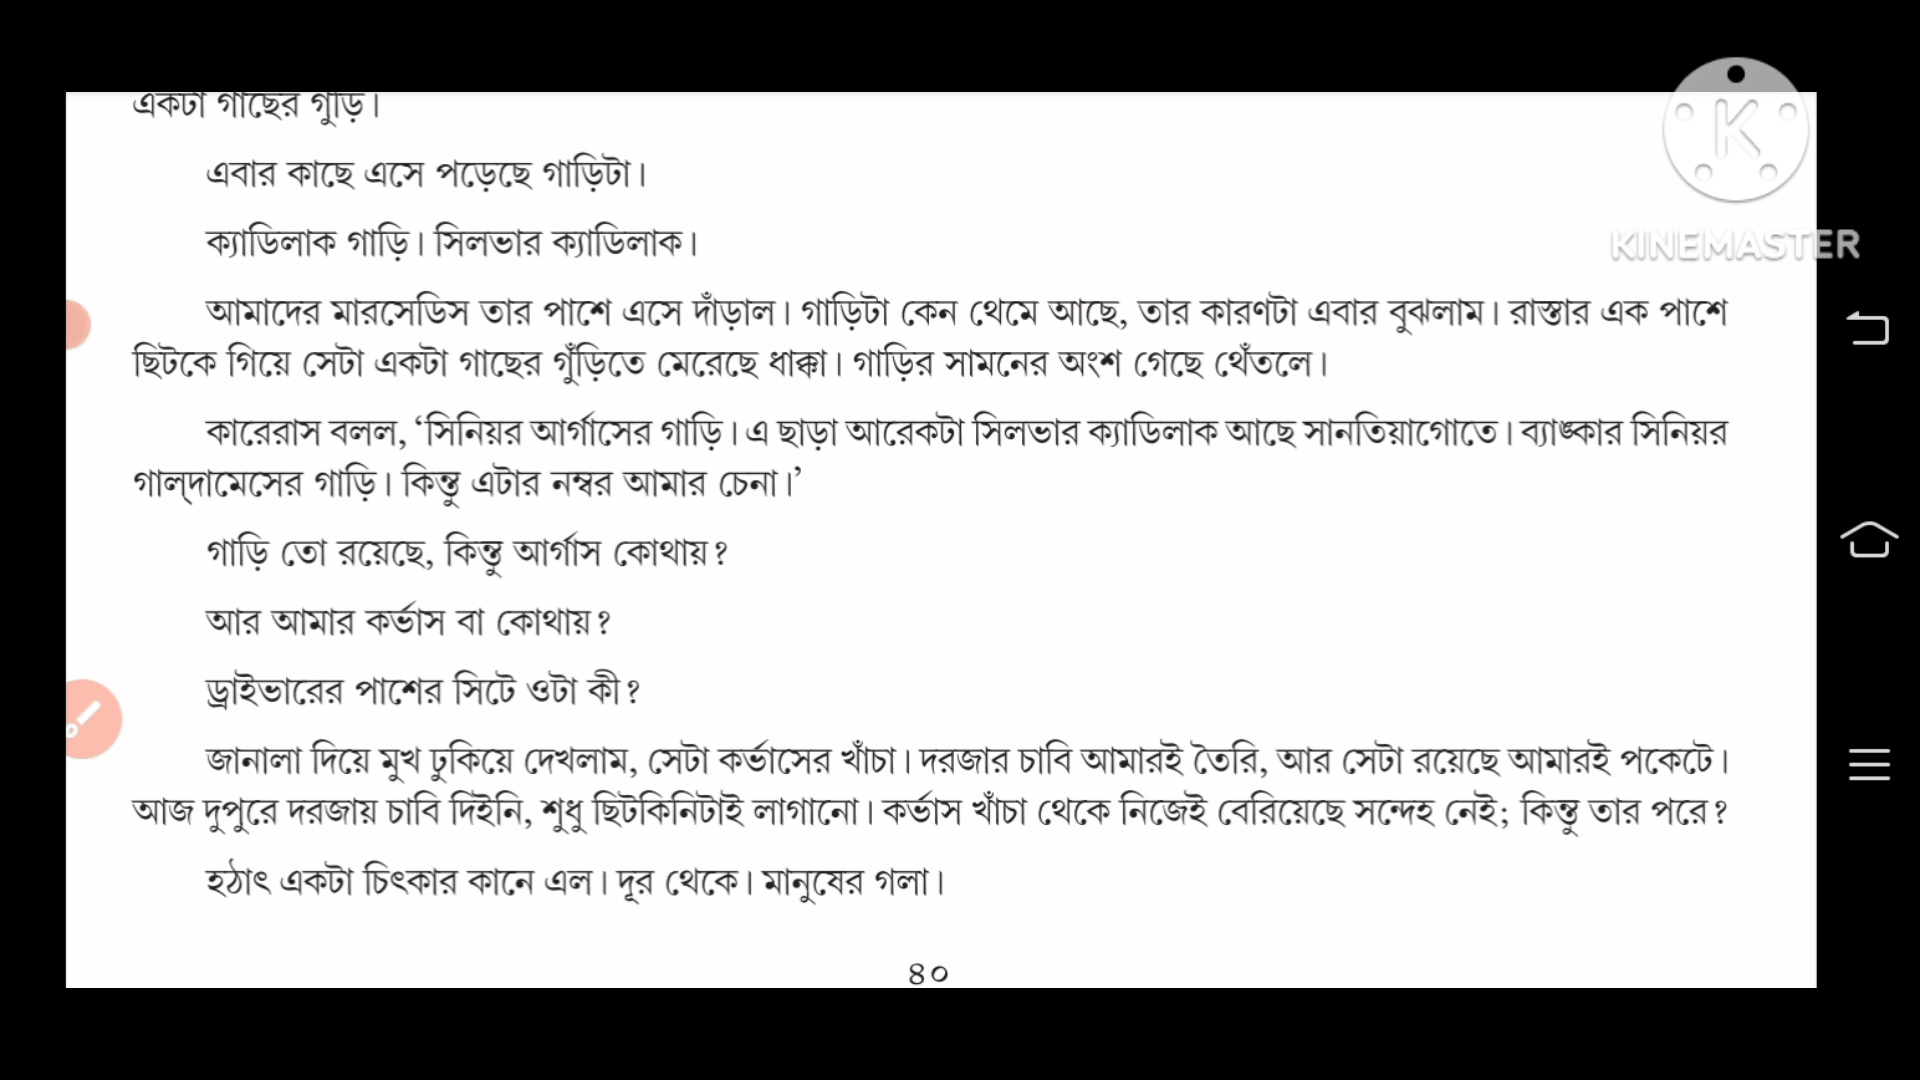 একটা গাছের গুঁড়ি।
KINEMASTER
এবার কাছে এসে পড়েছে গাড়িটা।
ক্যাডিলাক গাড়ি। সিলভার ক্যাডিলাক।
আমাদের মারসেডিস তার পাশে এসে দাঁড়াল। গাড়িটা কেন থেমে আছে, তার কারণটা এবার বুঝলাম। রাস্তার এক পাশে
ছিটকে গিয়ে সেটা একটা গাছের গুঁড়িতে মেরেছে ধাক্কা। গাড়ির সামনের অংশ গেছে থেঁতলে।
কারেরাস বলল, ‘সিনিয়র আর্গাসের গাড়ি। এ ছাড়া আরেকটা সিলভার ক্যাডিলাক আছে সানতিয়াগোতে। ব্যাঙ্কার সিনিয়র
গাল্‌দামেসের গাড়ি। কিন্তু এটার নম্বর আমার চেনা।’
গাড়ি তো রয়েছে, কিন্তু আর্গাস কোথায়?
আর আমার কর্ভাস বা কোথায়?
ড্রাইভারের পাশের সিটে ওটা কী?
জানালা দিয়ে মুখ ঢুকিয়ে দেখলাম, সেটা কর্ভাসের খাঁচা। দরজার চাবি আমারই তৈরি, আর সেটা রয়েছে আমারই পকেটে।
আজ দুপুরে দরজায় চাবি দিইনি, শুধু ছিটকিনিটাই লাগানো। কর্ভাস খাঁচা থেকে নিজেই বেরিয়েছে সন্দেহ নেই; কিন্তু তার পরে?
হঠাৎ একটা চিৎকার কানে এল। দূর থেকে। মানুষের গলা।
৪০